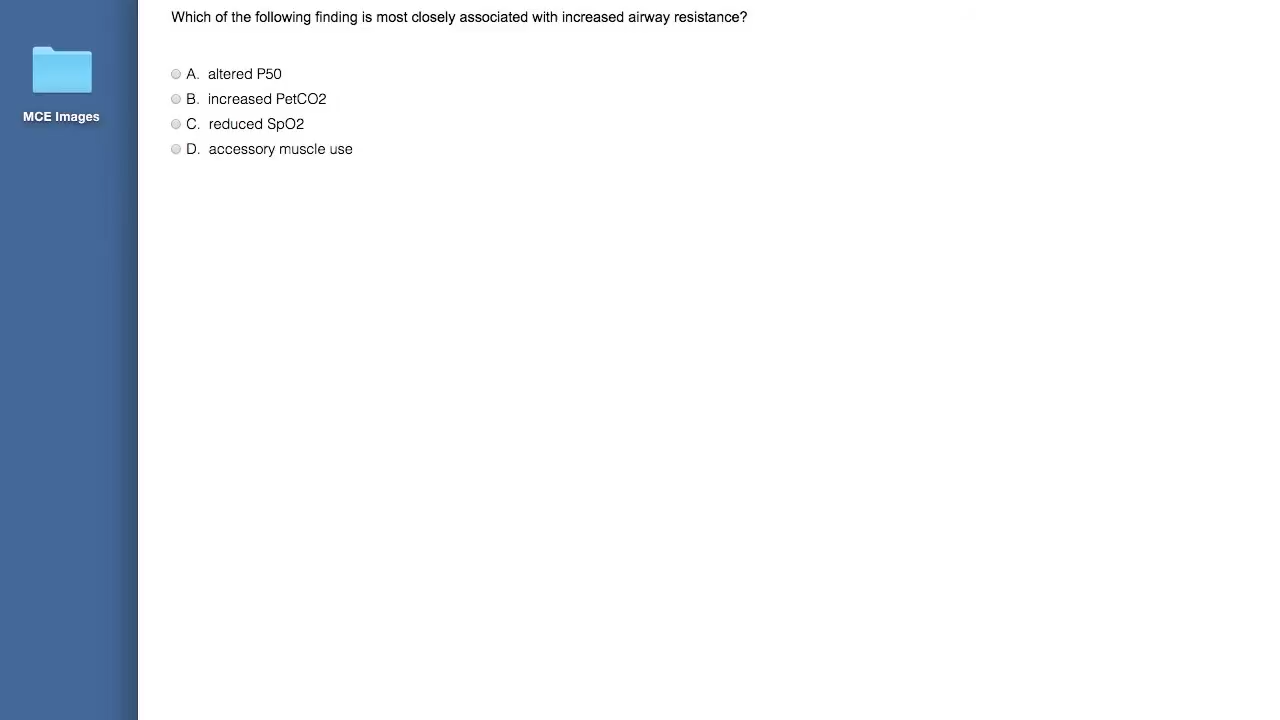 Which of the following finding is most closely associated with increased airway resistance?
A. altered P50
B. increased PetCO2
MCE Images
C. reduced SpO2
D. accessory muscle use